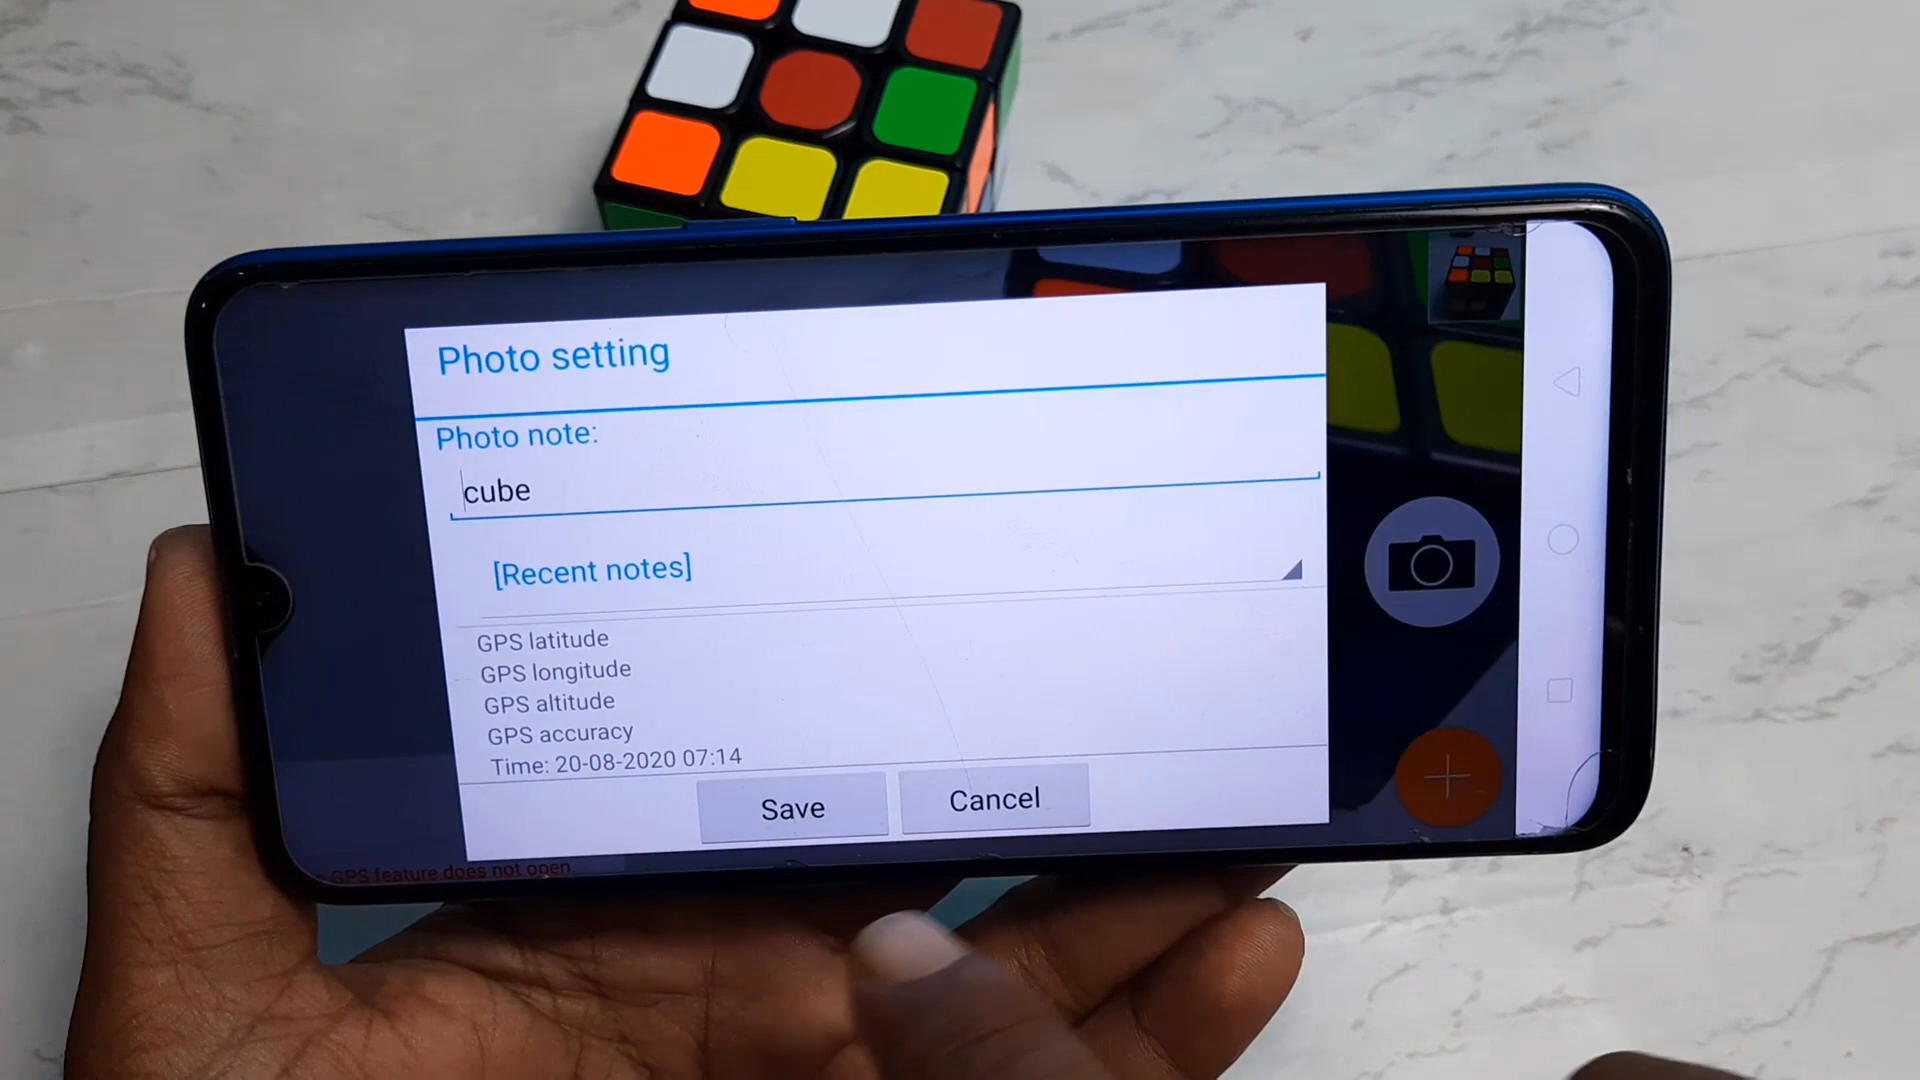 Photo setting
Photo note:
cube
[Recent notes]
GPS latitude
GPS longitude
GPS altitude
GPS accuracy
Time: 20-08-2020 07:14
Save
Cancel
GPS feature does not open.